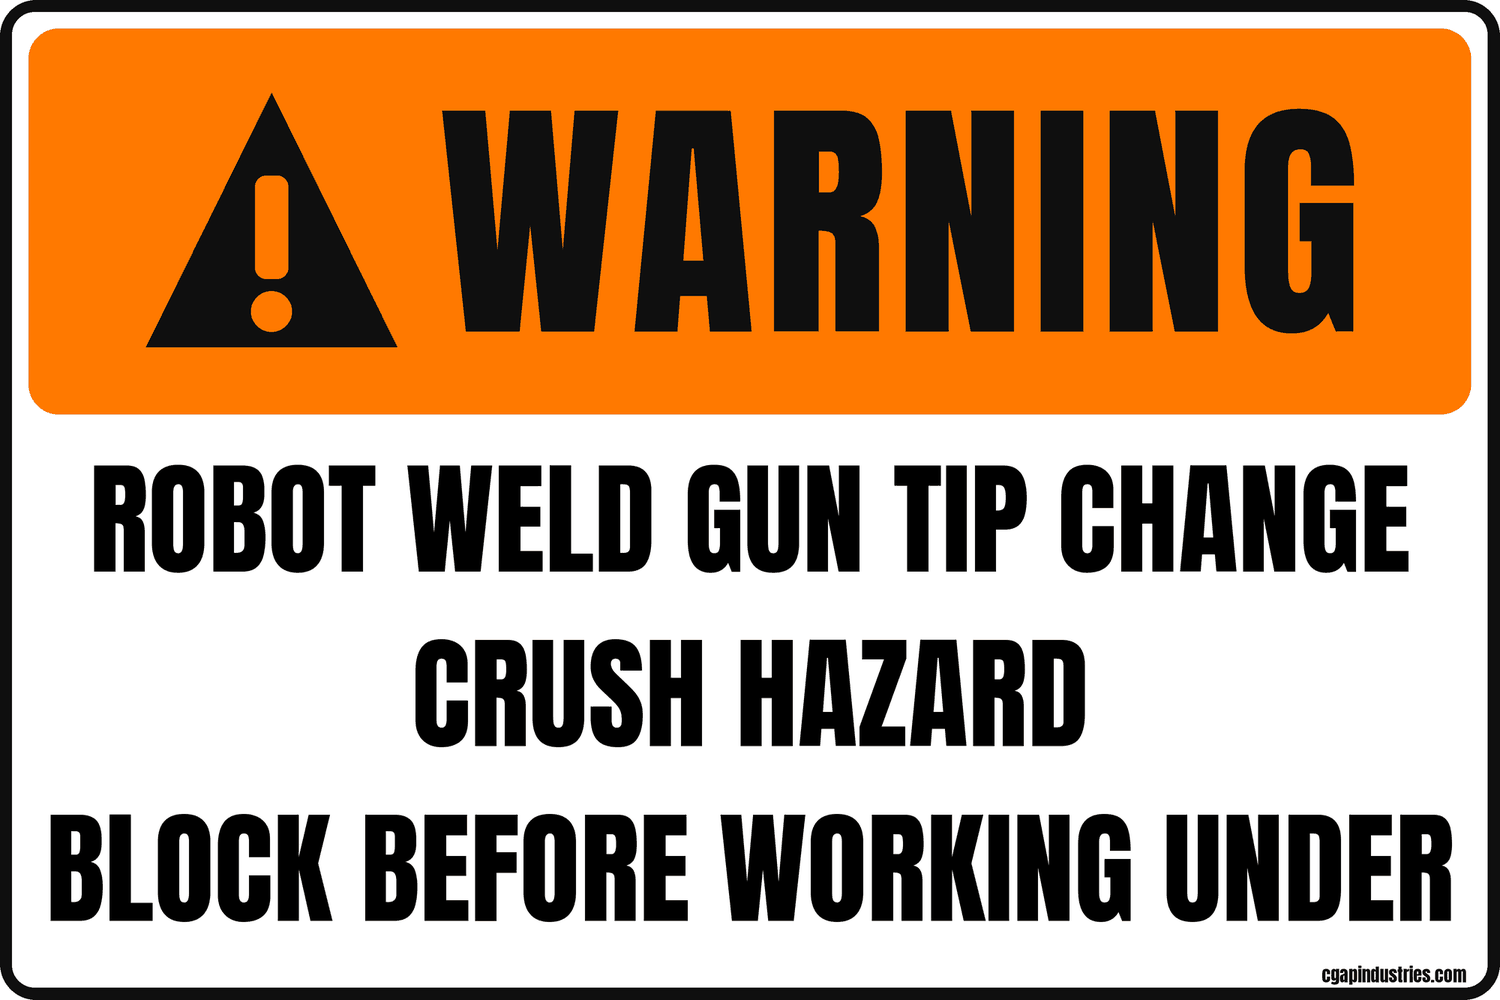 WARNING
ROBOT WELD GUN TIP CHANGE
CRUSH HAZARD
BLOCK BEFORE WORKING UNDER
cgapindustries.com